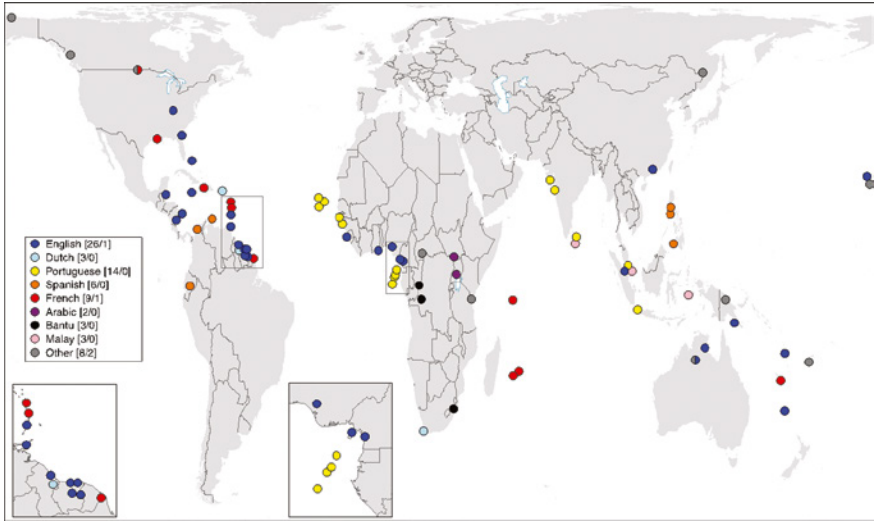 English [26/1]
Dutch [3/0]
Portuguese [14/0]
Spanish [6/0]
French [9/1]
Arabic [2/0]
Bantu [3/0]
Malay [3/0]
Other [6/2]